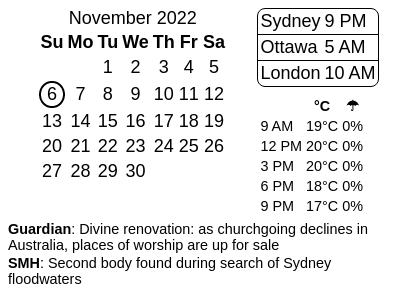 November 2022
Su Mo Tu We Th Fr Sa
1 2 3 4 5
6 7 8 9 10 11 12
13 14 15 16 17 18 19
20 21 22 23 24 25 26
27 28 29 30
Sydney 9 PM
Ottawa 5 AM
London 10 AM
°C ☂
9 AM 19°C 0%
12 PM 20°C 0%
3 PM 20°C 0%
6 PM 18°C 0%
9 PM 17°C 0%
Guardian: Divine renovation: as churchgoing declines in
Australia, places of worship are up for sale
SMH: Second body found during search of Sydney
floodwaters